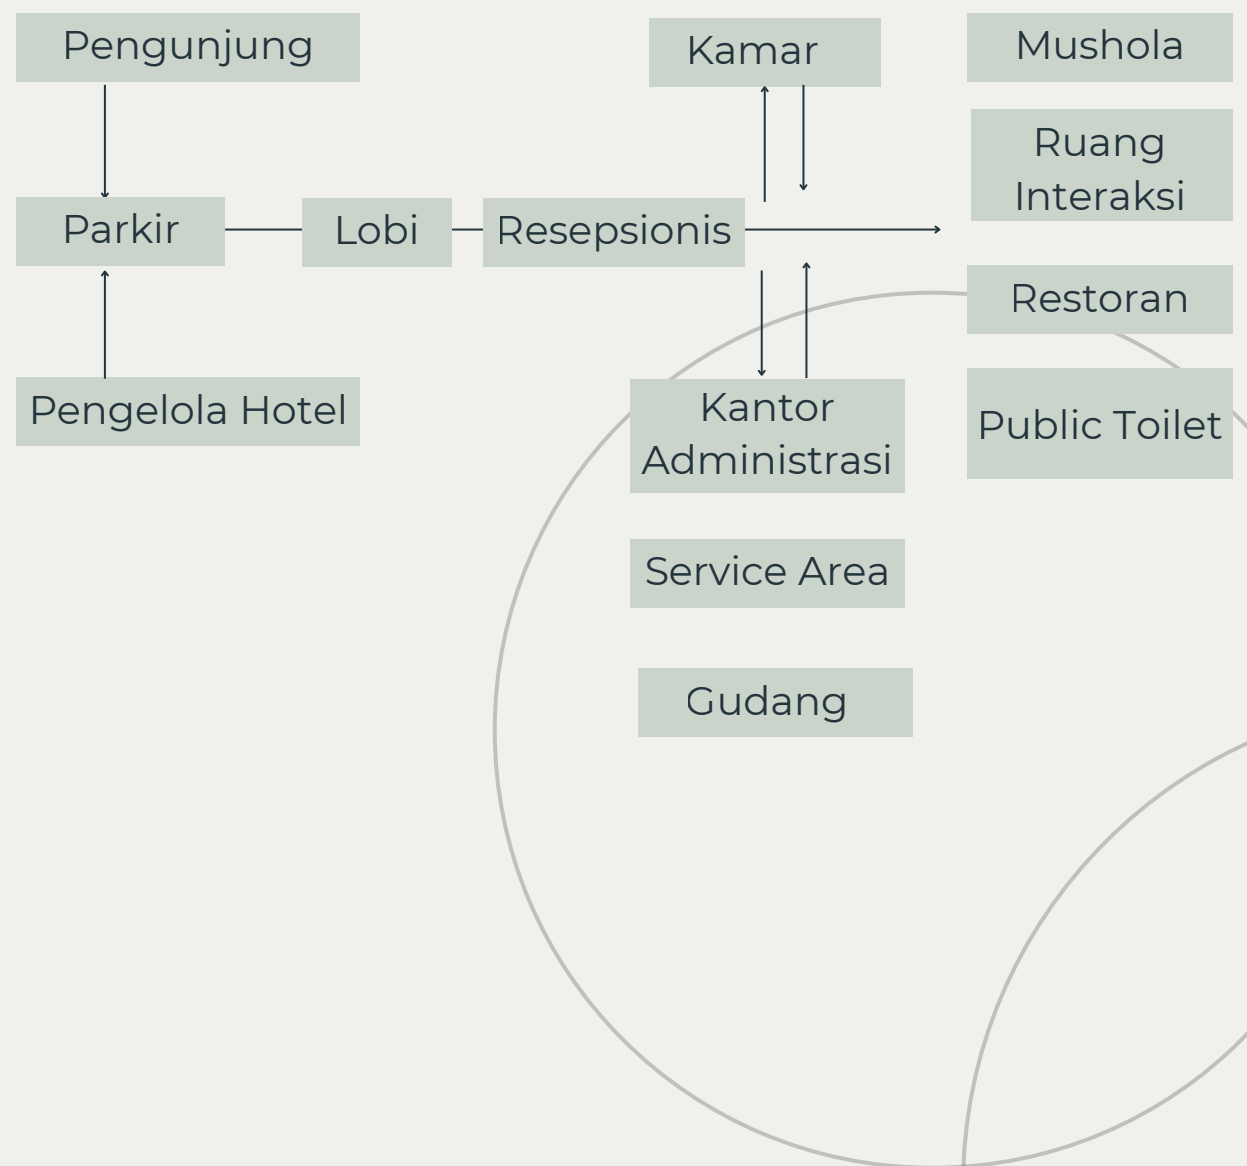 Pengunjung
Kamar
Mushola
Ruang
Interaksi
Parkir
Lobi
Resepsionis
Restoran
Pengelola Hotel
Kantor
Administrasi
Public Toilet
Service Area
Gudang